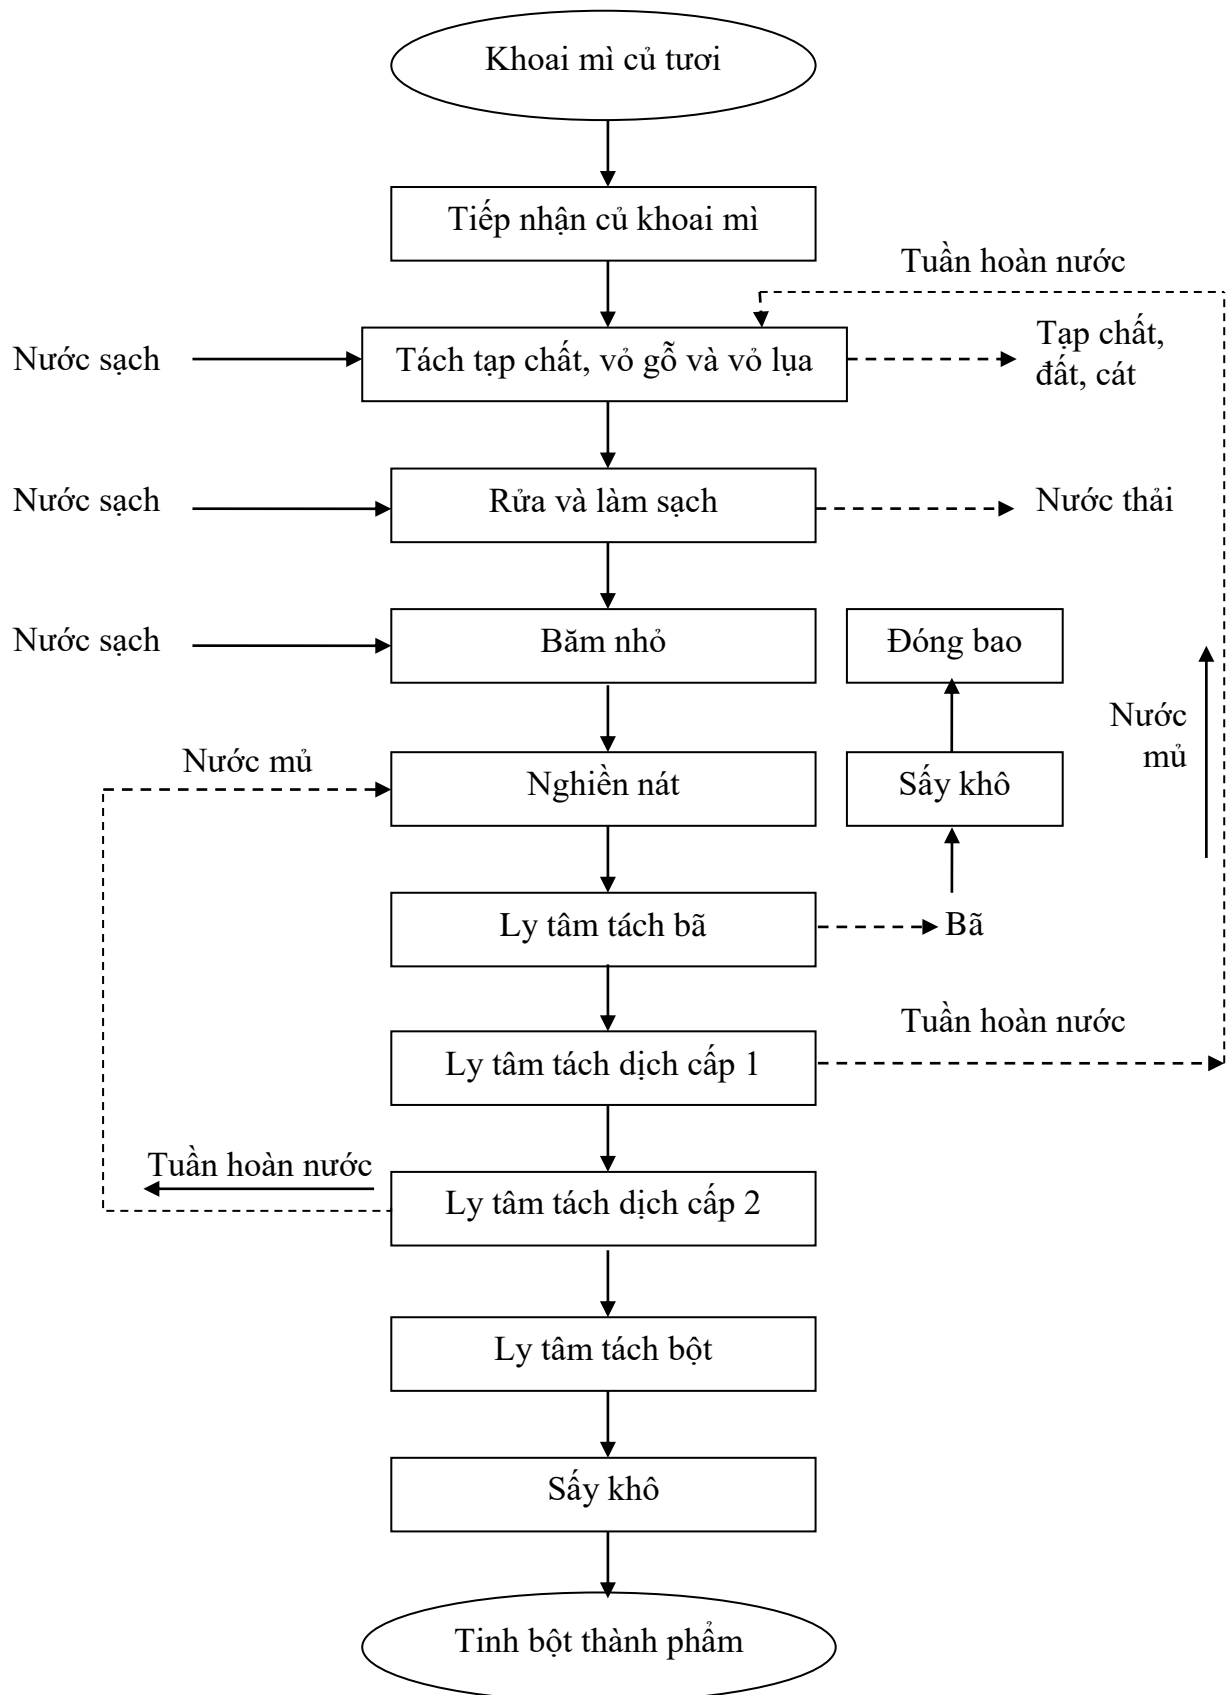 Khoai mì củ tươi
Tiếp nhận củ khoai mì
Tuần hoàn nước
Nước sạch
Tách tạp chất, vỏ gỗ và vỏ lụa
Tạp chất,
đất, cát
Nước sạch
Rửa và làm sạch
Nước thải
Nước sạch
Băm nhỏ
Đóng bao
Nước
mủ
Nước mủ
Nghiền nát
Sấy khô
Ly tâm tách bã
Bã
Tuần hoàn nước
Ly tâm tách dịch cấp 1
Tuần hoàn nước
Ly tâm tách dịch cấp 2
Ly tâm tách bột
Sấy khô
Tinh bột thành phẩm